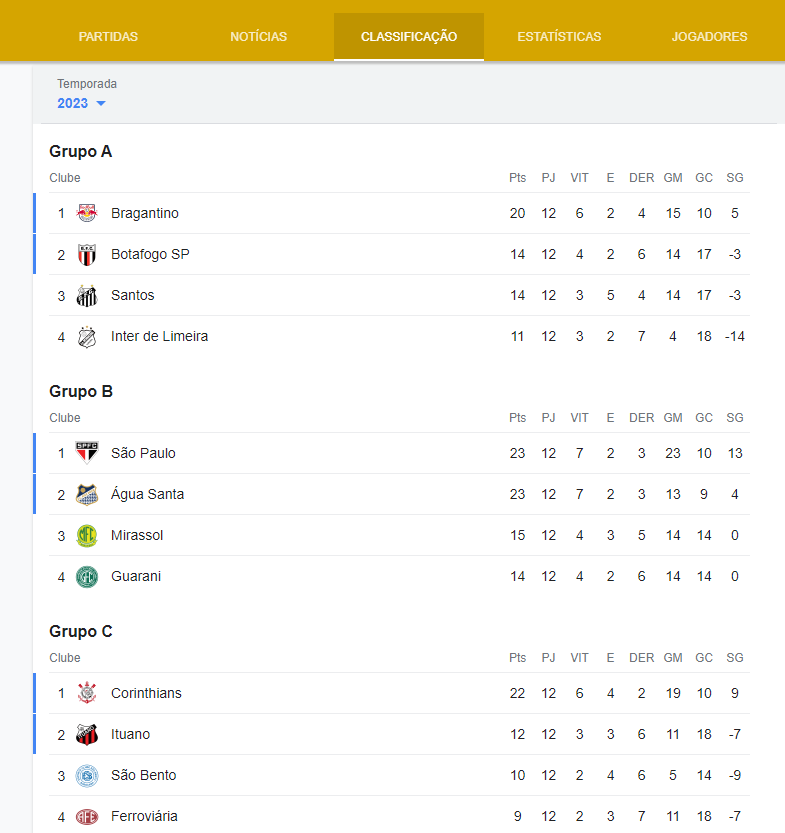 PARTIDAS NOTÍCIAS CLASSIFICAÇÃO ESTATÍSTICAS JOGADORES
Temporada
2023
Grupo A
Clube Pts PJ VIT E DER GM GC SG
1 Bragantino 20 12 6 2 4 15 10 5
2 Botafogo SP 14 12 4 2 6 14 17 -3
3 Santos 14 12 3 5 4 14 17 -3
4 Inter de Limeira 11 12 3 2 7 4 18 -14
Grupo B
Clube Pts PJ VIT E DER GM GC SG
1 SPFC São Paulo 23 12 7 2 3 23 10 13
2 Água Santa 23 12 7 2 3 13 9 4
3 Mirassol 15 12 4 3 5 14 14 0
4 Guarani 14 12 4 2 6 14 14 0
Grupo C
Clube Pts PJ VIT E DER GM GC SG
1 Corinthians 22 12 6 4 2 19 10 9
2 Ituano 12 12 3 3 6 11 18 -7
3 São Bento 10 12 2 4 6 5 14 -9
4 AFE Ferroviária 9 12 2 3 7 11 18 -7